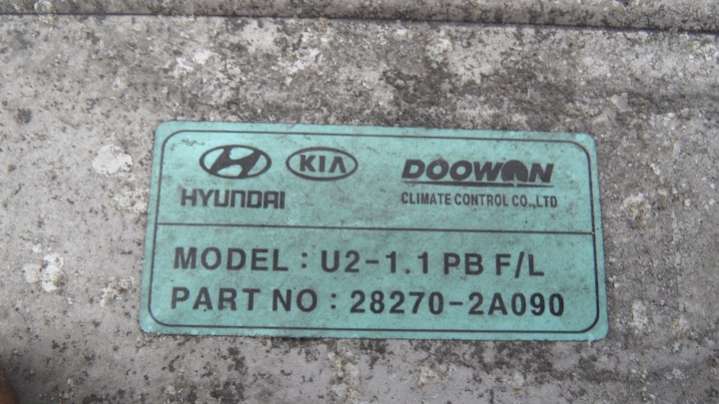 KIA DOOWON
HYUNDAI CLIMATE CONTROL CO.,LTD
MODEL : U2-1.1 PB F/L
PART NO : 28270-2A090